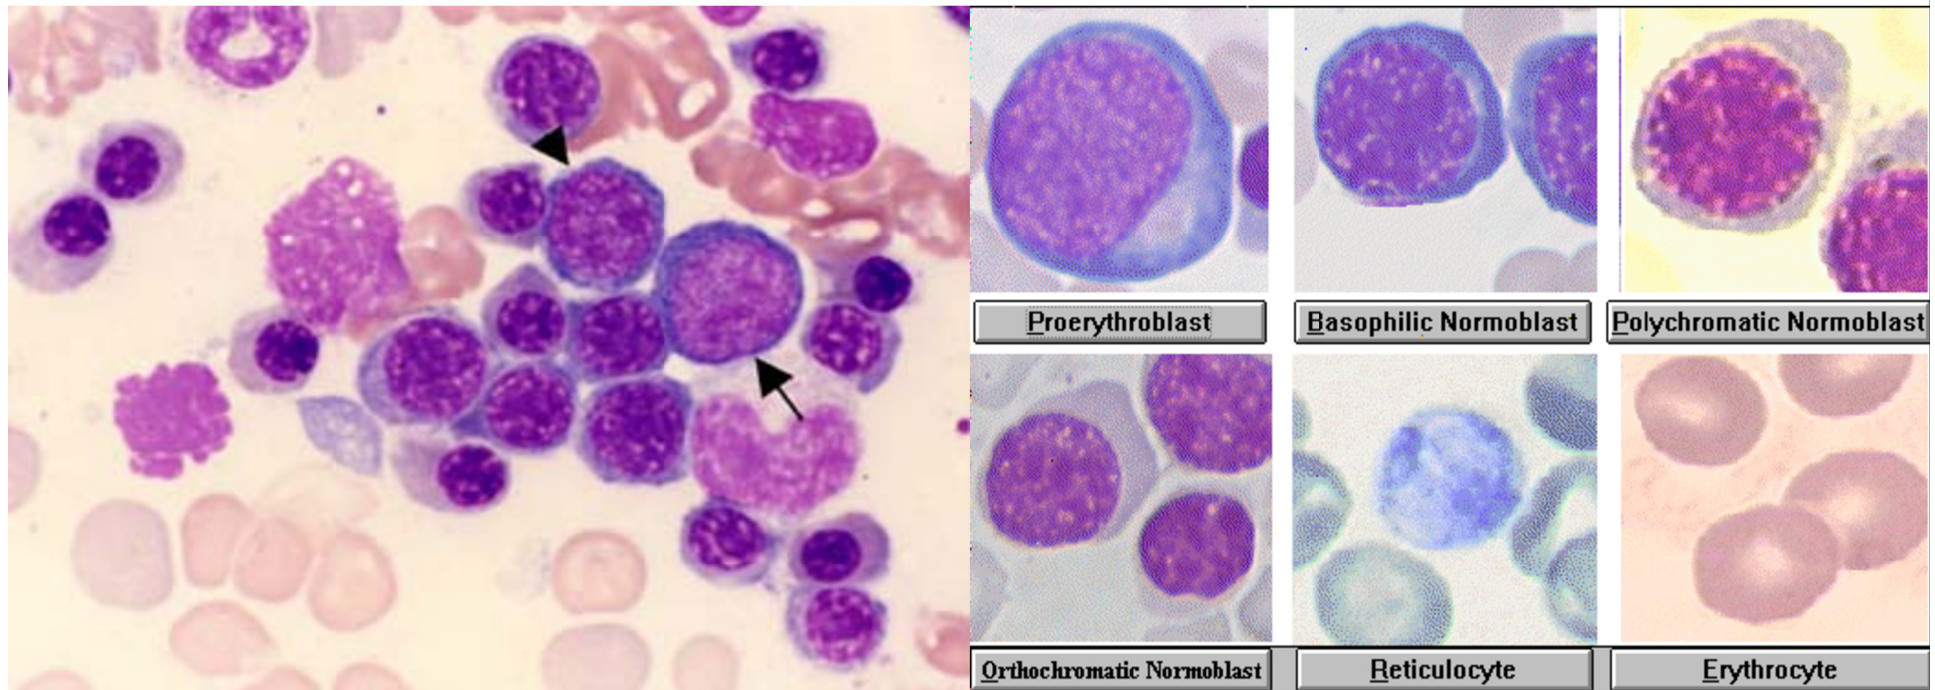 Proerythroblast
Basophilic Normoblast
Polychromatic Normoblast
Orthochromatic Normoblast
Reticulocyte
Erythrocyte